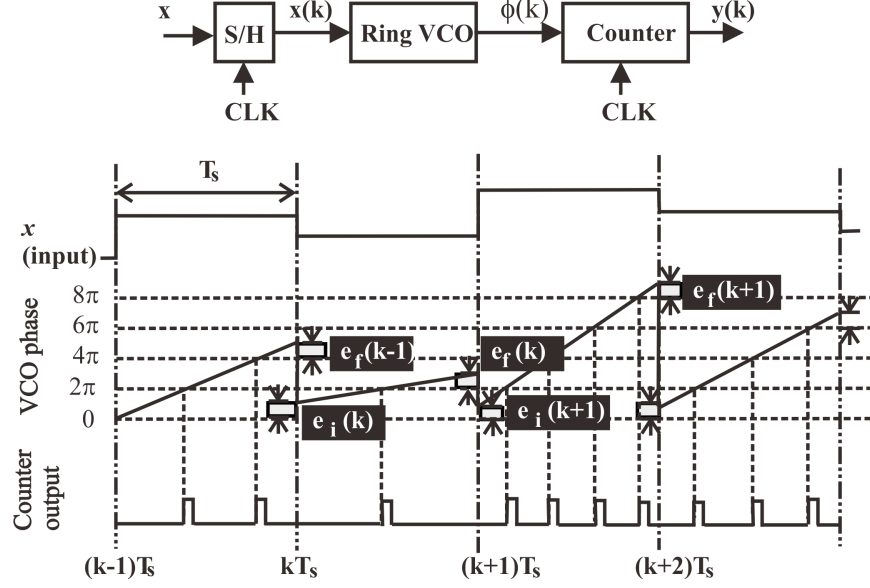 x
x(k)
ϕ(k)
y(k)
S/H
Ring VCO
Counter
CLK
CLK
Ts
x
(input)
VCO phase
8π
6π
4π
2π
0
ef(k+1)
ef(k-1)
ef(k)
ei(k)
ei(k+1)
Counter
output
(k-1)Ts
kTs
(k+1)Ts
(k+2)Ts